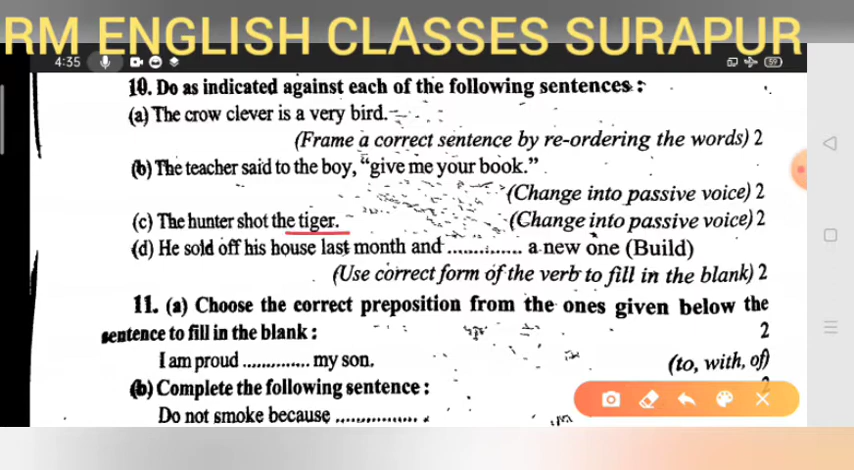 RM ENGLISH CLASSES SURAPUR
4:35
59
10. Do as indicated against each of the following sentences :
(a) The crow clever is a very bird.
(Frame a correct sentence by re-ordering the words) 2
(b) The teacher said to the boy, “give me your book.”
(Change into passive voice) 2
(c) The hunter shot the tiger.
(Change into passive voice) 2
(d) He sold off his house last month and .............. a new one (Build)
(Use correct form of the verb to fill in the blank) 2
11. (a) Choose the correct preposition from the ones given below the
sentence to fill in the blank : 2
I am proud .............. my son. (to, with, of)
(b) Complete the following sentence :
Do not smoke because ................